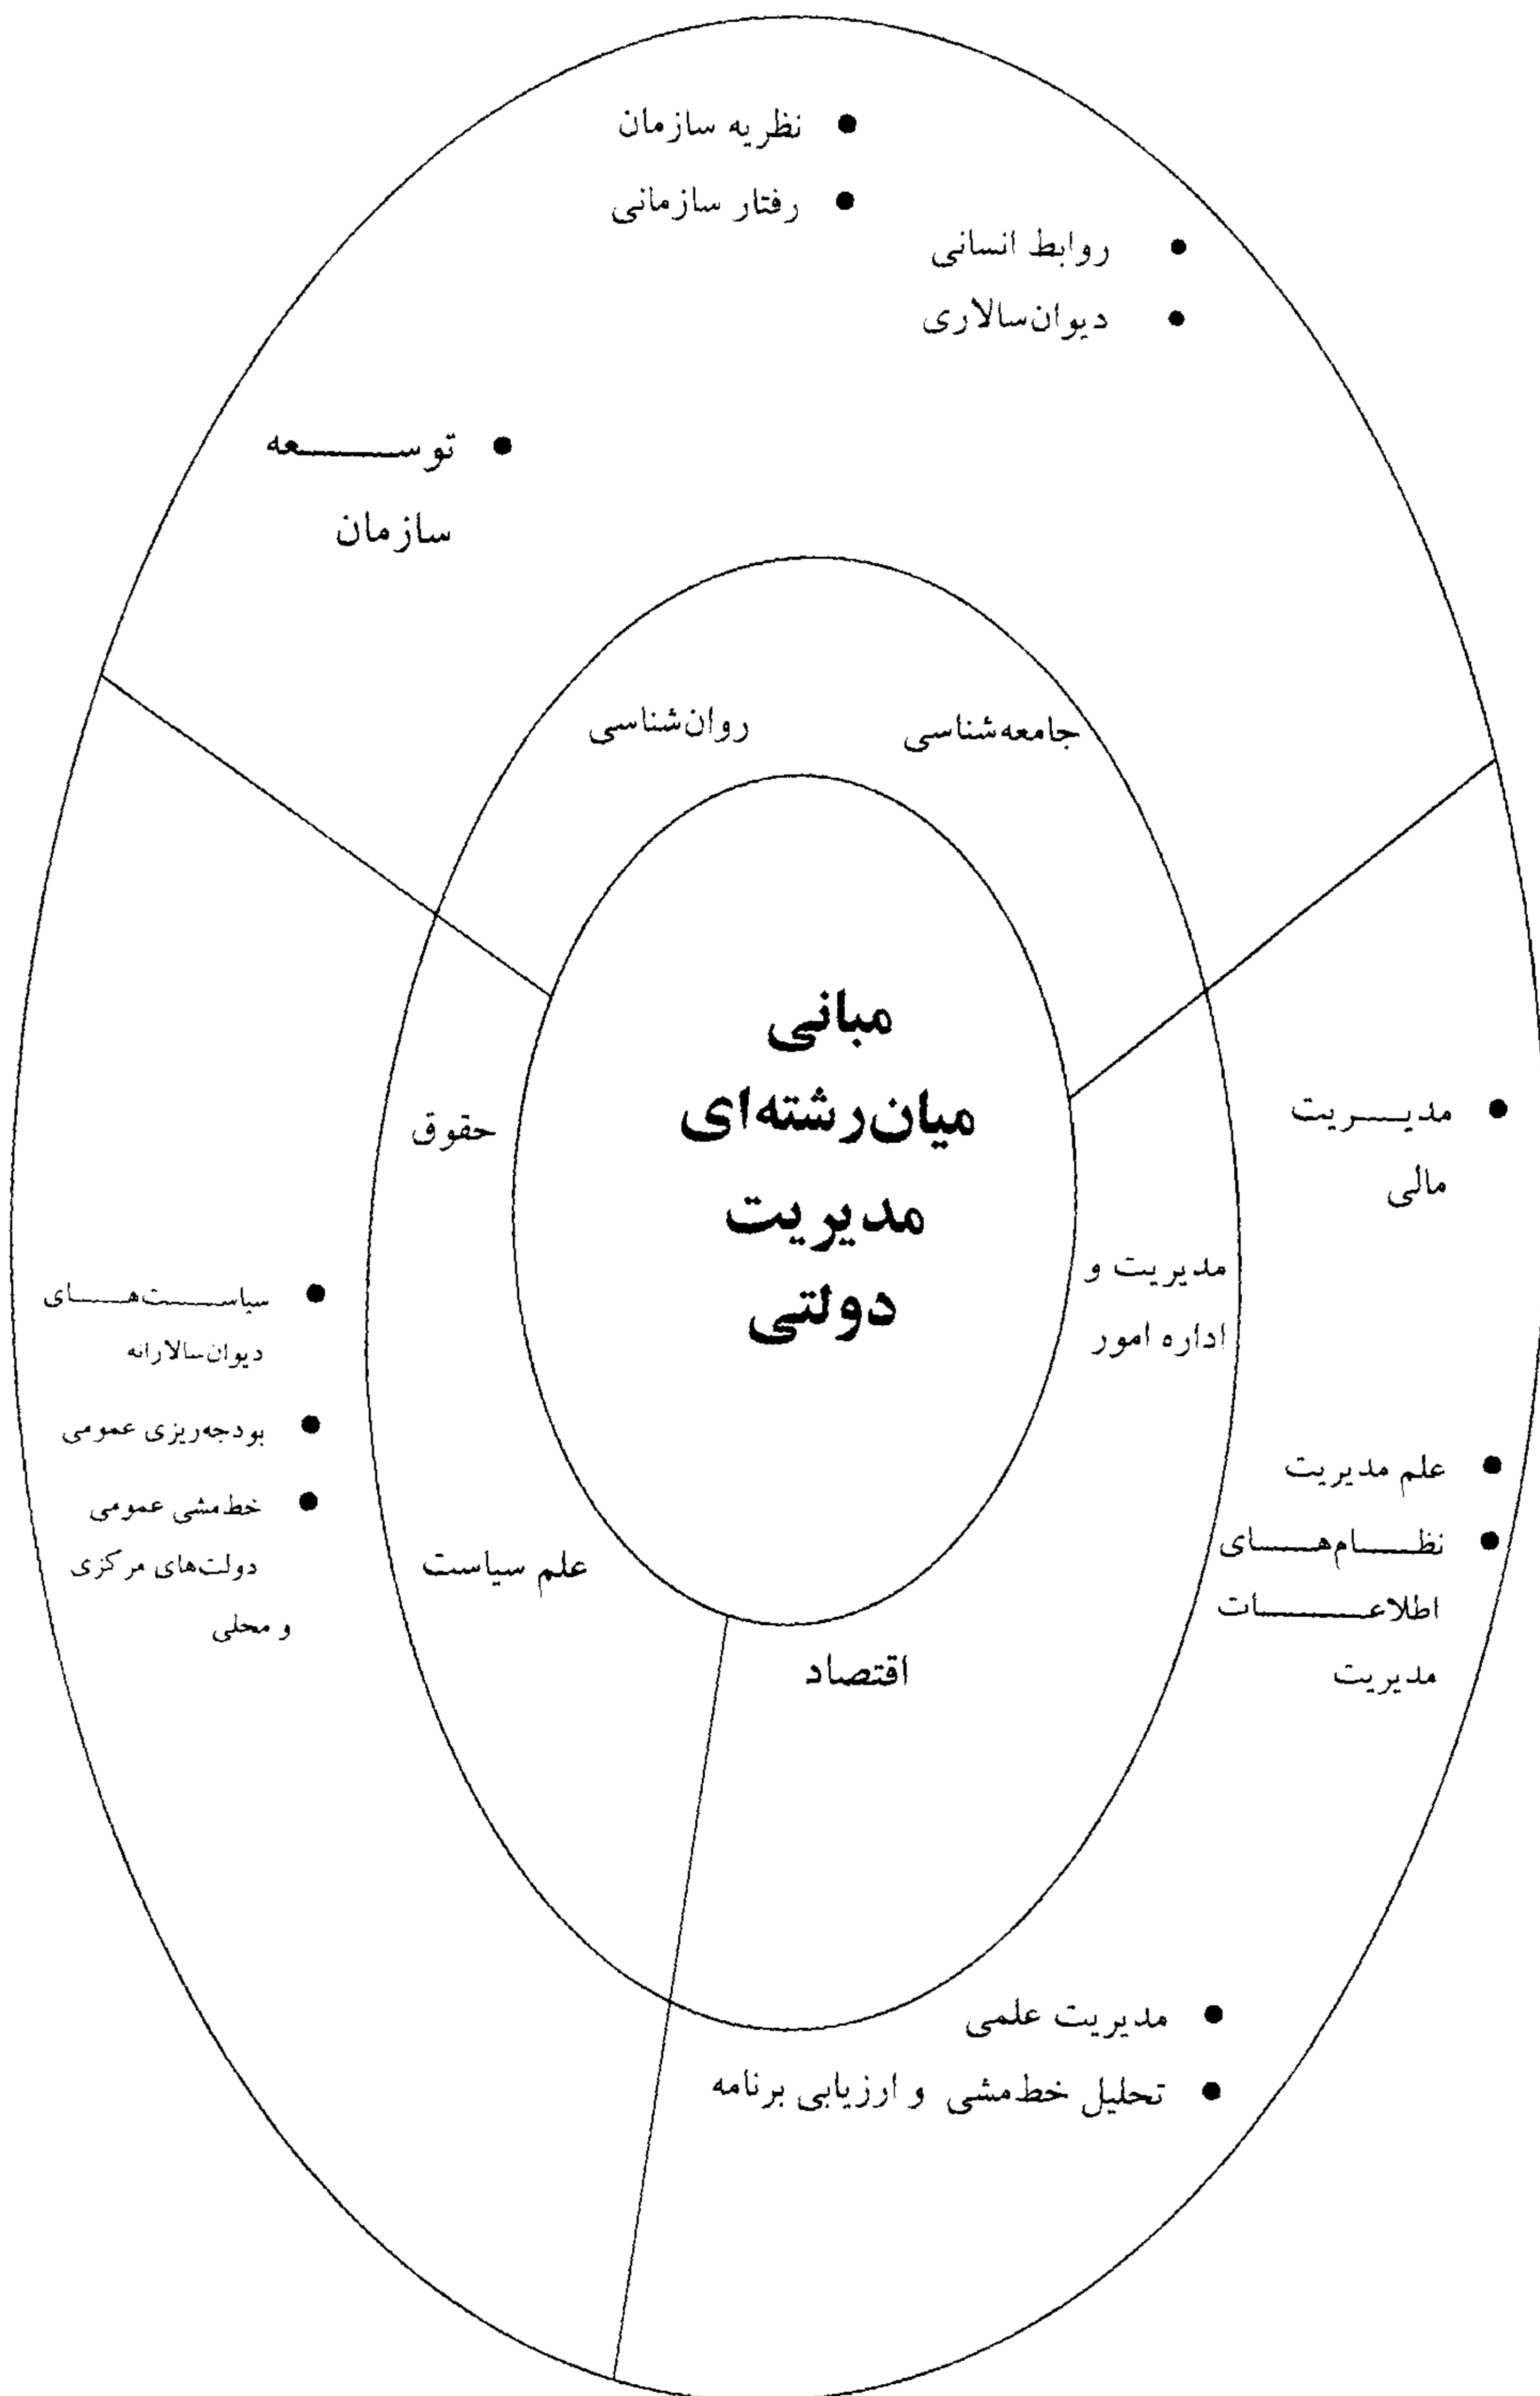 نظریه سازمان
رفتار سازمانی
روابط انسانی
دیوان‌سالاری
توسعه
سازمان
روان‌شناسی
جامعه‌شناسی
مبانی
میان‌رشته‌ای
مدیریت
دولتی
حقوق
علم سیاست
اقتصاد
مدیریت و
اداره امور
مدیریت
مالی
علم مدیریت
نظام‌های
اطلاعات
مدیریت
سیاست‌های
دیوان‌سالارانه
بودجه‌ریزی عمومی
خط‌مشی عمومی
دولت‌های مرکزی
و محلی
مدیریت علمی
تحلیل خط‌مشی و ارزیابی برنامه